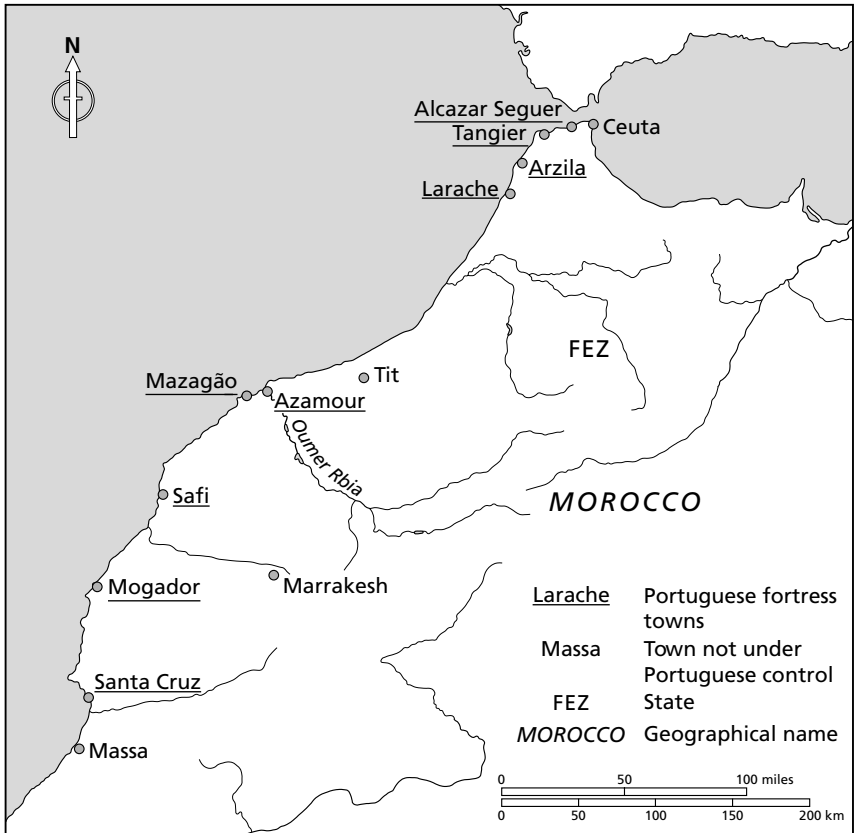 N
Alcazar Seguer
Tangier
Ceuta
Arzila
Larache
FEZ
Tit
Mazagão
Azamour
Oumer Rbia
Safi
MOROCCO
Marrakesh
Mogador
Santa Cruz
Massa
Larache Portuguese fortress
towns
Massa Town not under
Portuguese control
FEZ State
MOROCCO Geographical name
0 50 100 miles
0 50 100 150 200 km